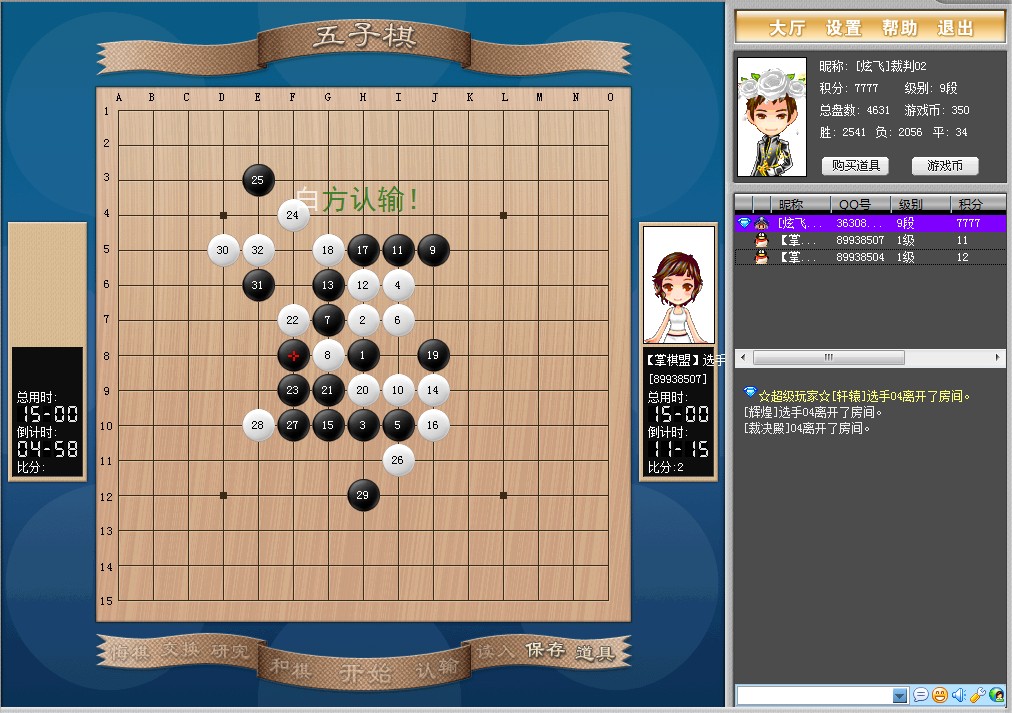 五子棋
A B C D E F G H I J K L M N O
1
2
3
25
白方认输!
4
24
5
30 32 18 17 11 9
6
31 13 12 4
7
22 7 2 6
8
8 1 19
9
23 21 20 10 14
10
28 27 15 3 5 16
11
26
12
29
13
14
15
总用时:
15-00
倒计时:
04-58
比分:
【掌棋盟】选手
[89938507]
总用时:
15-00
倒计时:
11-15
比分:2
悔棋 交换 研究
和棋 开始 认输
读入 保存 道具
大厅 设置 帮助 退出
昵称: [炫飞]裁判02
积分: 7777 级别: 9段
总盘数: 4631 游戏币: 350
胜: 2541 负: 2056 平: 34
购买道具 游戏币
昵称 QQ号 级别 积分
[炫飞... 36308... 9段 7777
【掌... 89938507 1级 11
【掌... 89938504 1级 12
☆超级玩家☆[轩辕]选手04离开了房间。
[辉煌]选手04离开了房间。
[裁决殿]04离开了房间。